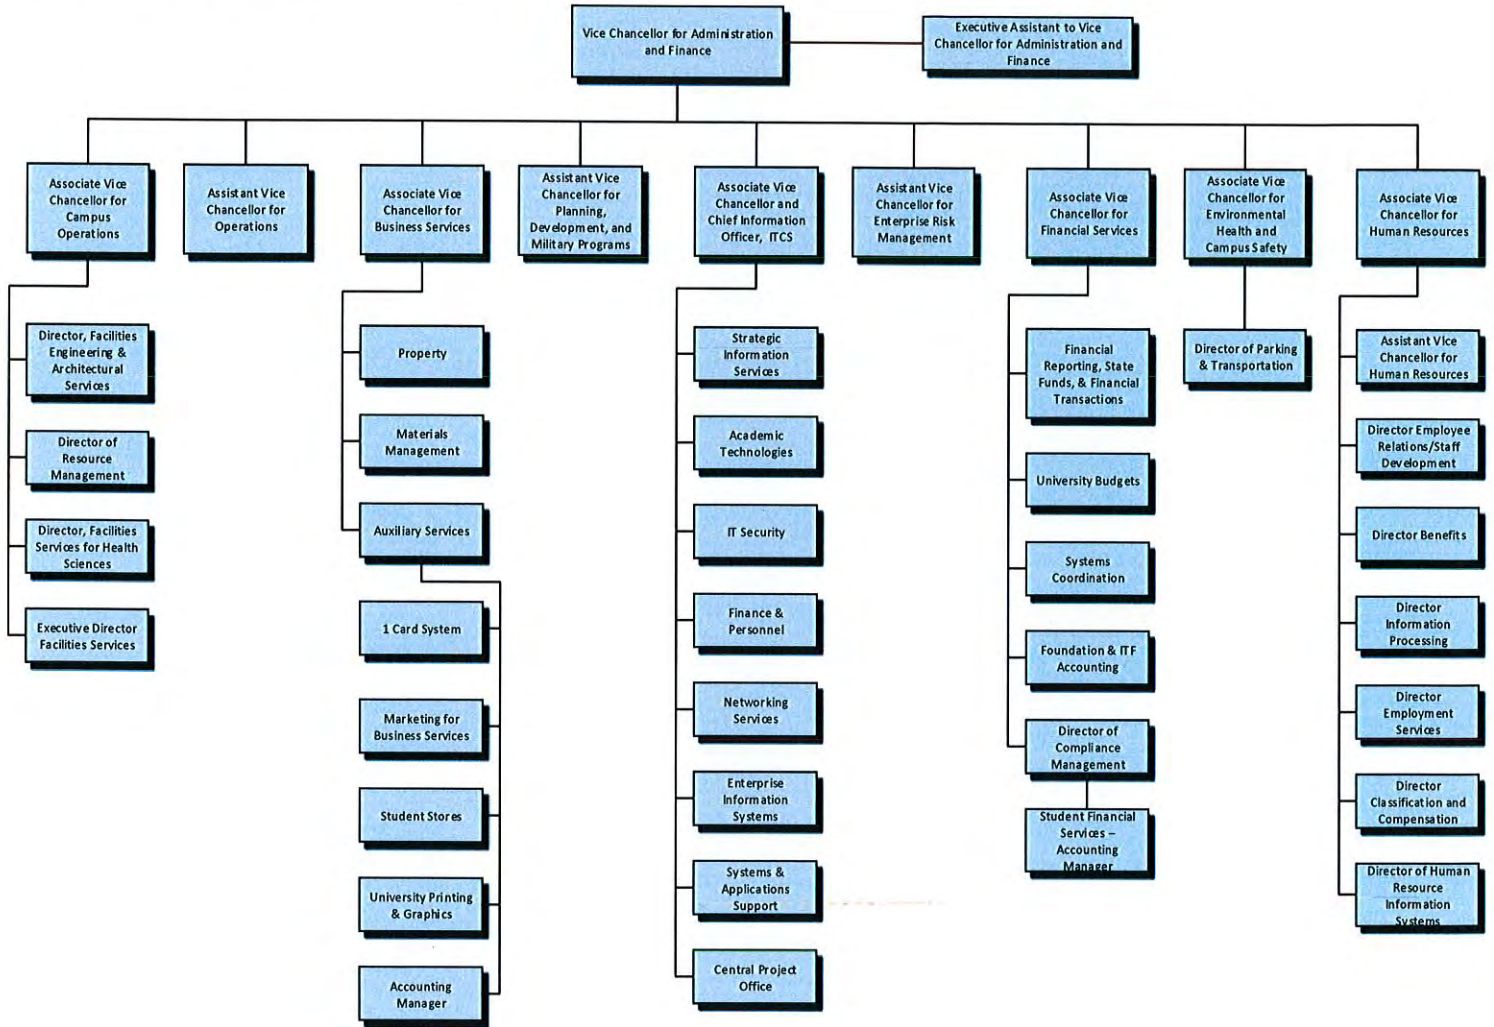 Vice Chancellor for Administration
and Finance
Executive Assistant to Vice
Chancellor for Administration and
Finance
Associate Vice
Chancellor for
Campus
Operations
Assistant Vice
Chancellor for
Operations
Associate Vice
Chancellor for
Business Services
Assistant Vice
Chancellor for
Planning,
Development, and
Military Programs
Associate Vice
Chancellor and
Chief Information
Officer, ITCS
Assistant Vice
Chancellor for
Enterprise Risk
Management
Associate Vice
Chancellor for
Financial Services
Associate Vice
Chancellor for
Environmental
Health and
Campus Safety
Associate Vice
Chancellor for
Human Resources
Director, Facilities
Engineering &
Architectural
Services
Director of
Resource
Management
Director, Facilities
Services for Health
Sciences
Executive Director
Facilities Services
Property
Materials
Management
Auxiliary Services
1 Card System
Marketing for
Business Services
Student Stores
University Printing
& Graphics
Accounting
Manager
Strategic
Information
Services
Academic
Technologies
IT Security
Finance &
Personnel
Networking
Services
Enterprise
Information
Systems
Systems &
Applications
Support
Central Project
Office
Financial
Reporting, State
Funds, & Financial
Transactions
University Budgets
Systems
Coordination
Foundation & ITF
Accounting
Director of
Compliance
Management
Student Financial
Services –
Accounting
Manager
Director of Parking
& Transportation
Assistant Vice
Chancellor for
Human Resources
Director Employee
Relations/Staff
Development
Director Benefits
Director
Information
Processing
Director
Employment
Services
Director
Classification and
Compensation
Director of Human
Resource
Information
Systems